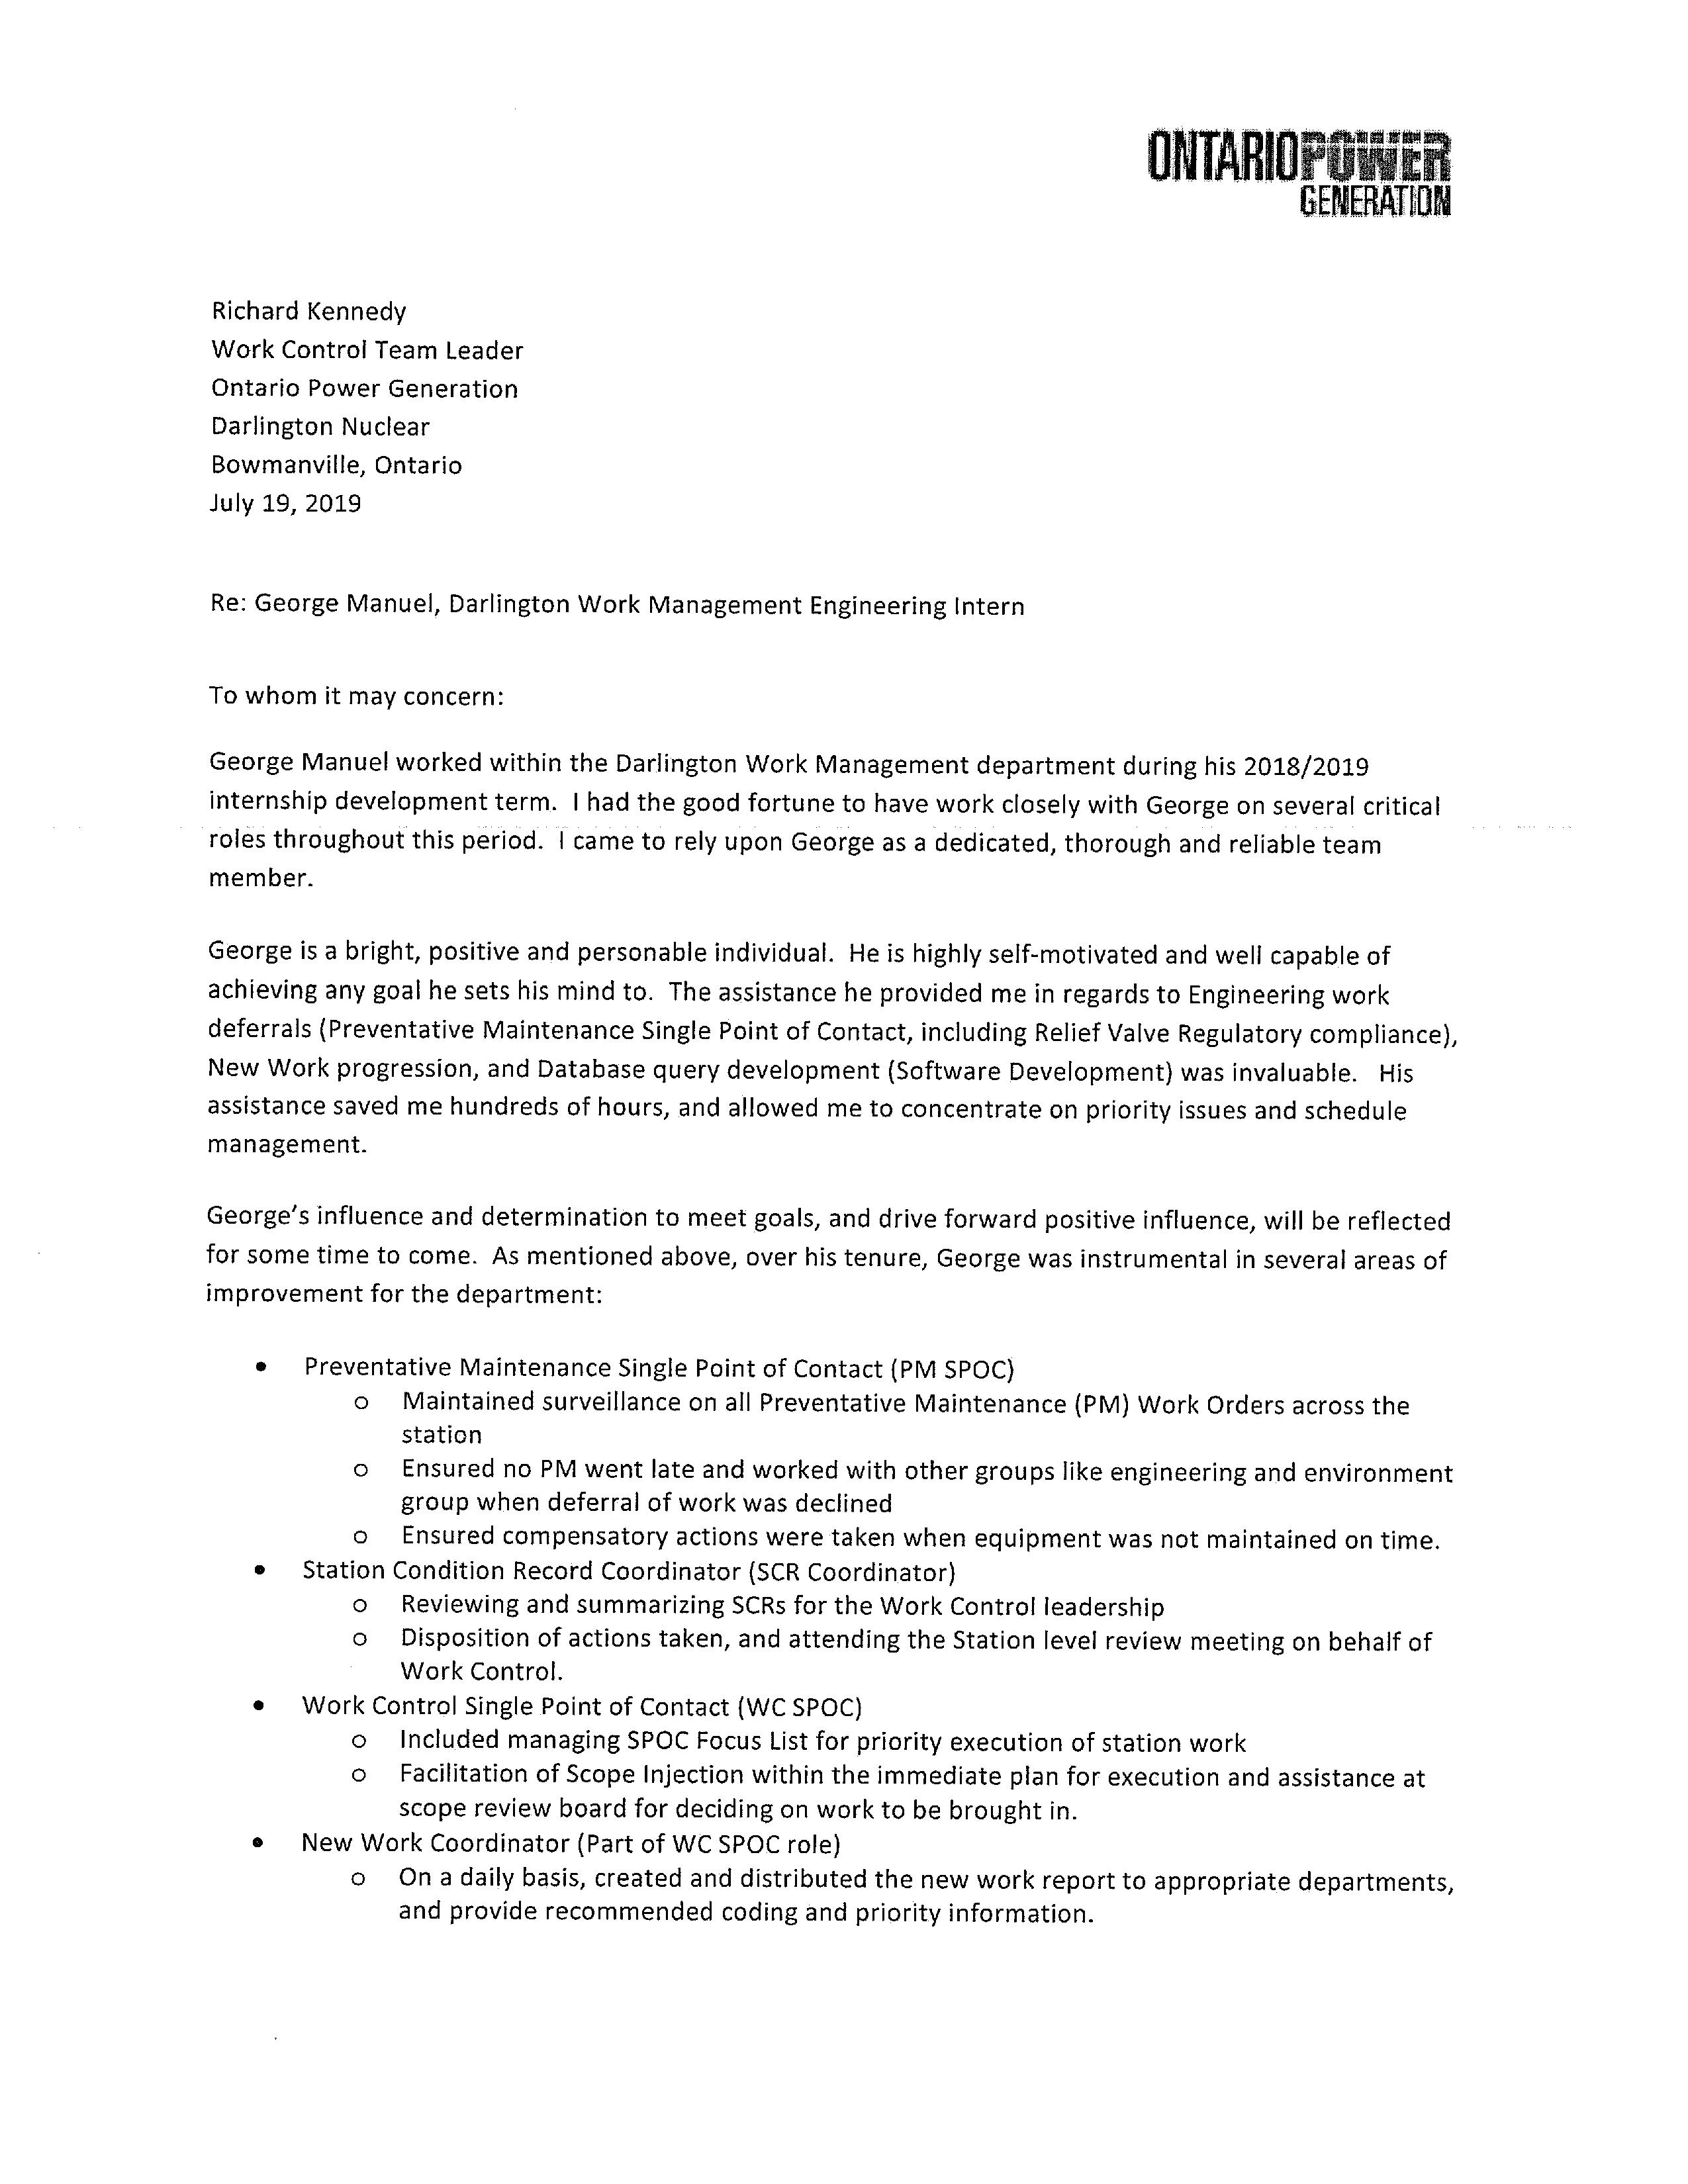 ONTARIOPOWER
GENERATION
Richard Kennedy
Work Control Team Leader
Ontario Power Generation
Darlington Nuclear
Bowmanville, Ontario
July 19, 2019
Re: George Manuel, Darlington Work Management Engineering Intern
To whom it may concern:
George Manuel worked within the Darlington Work Management department during his 2018/2019
internship development term.  I had the good fortune to have work closely with George on several critical
roles throughout this period.  I came to rely upon George as a dedicated, thorough and reliable team
member.
George is a bright, positive and personable individual.  He is highly self-motivated and well capable of
achieving any goal he sets his mind to.  The assistance he provided me in regards to Engineering work
deferrals (Preventative Maintenance Single Point of Contact, including Relief Valve Regulatory compliance),
New Work progression, and Database query development (Software Development) was invaluable.   His
assistance saved me hundreds of hours, and allowed me to concentrate on priority issues and schedule
management.
George's influence and determination to meet goals, and drive forward positive influence, will be reflected
for some time to come.  As mentioned above, over his tenure, George was instrumental in several areas of
improvement for the department:
• Preventative Maintenance Single Point of Contact (PM SPOC)
o Maintained surveillance on all Preventative Maintenance (PM) Work Orders across the
station
o Ensured no PM went late and worked with other groups like engineering and environment
group when deferral of work was declined
o Ensured compensatory actions were taken when equipment was not maintained on time.
• Station Condition Record Coordinator (SCR Coordinator)
o Reviewing and summarizing SCRs for the Work Control leadership
o Disposition of actions taken, and attending the Station level review meeting on behalf of
Work Control.
• Work Control Single Point of Contact (WC SPOC)
o Included managing SPOC Focus List for priority execution of station work
o Facilitation of Scope Injection within the immediate plan for execution and assistance at
scope review board for deciding on work to be brought in.
• New Work Coordinator (Part of WC SPOC role)
o On a daily basis, created and distributed the new work report to appropriate departments,
and provide recommended coding and priority information.